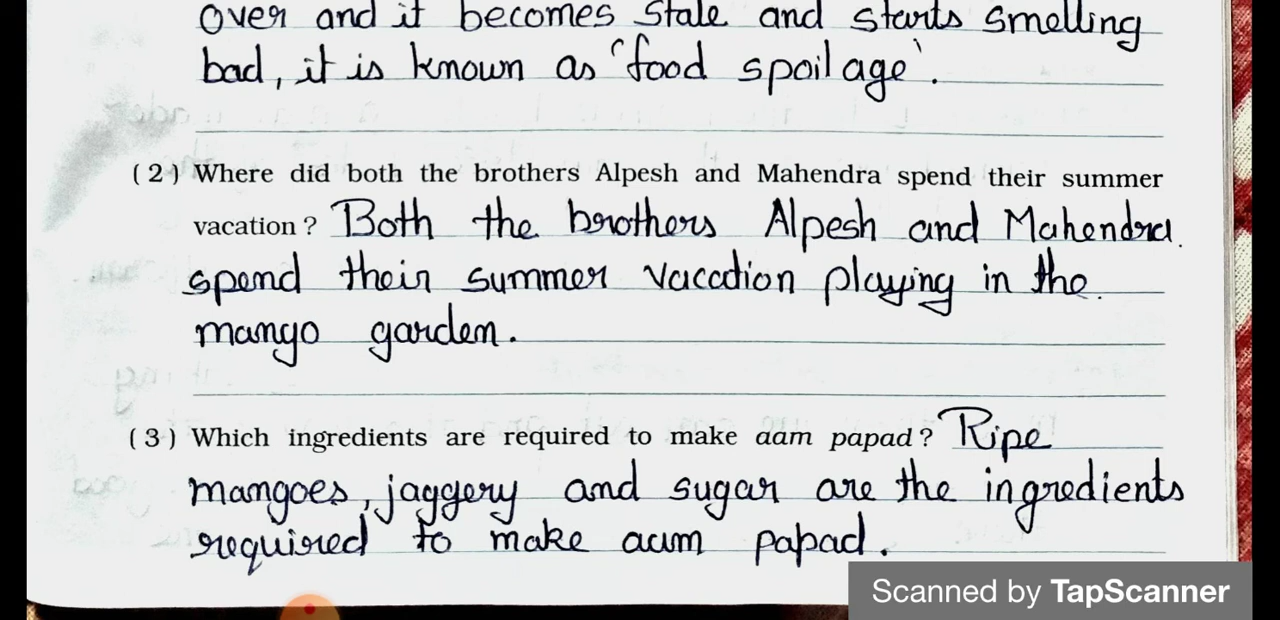 over and it becomes stale and starts smelling
bad, it is known as 'food spoilage'.
(2) Where did both the brothers Alpesh and Mahendra spend their summer
vacation? Both the brothers Alpesh and Mahendra
spend their summer vacation playing in the
mango garden.
(3) Which ingredients are required to make aam papad? Ripe
mangoes, jaggery and sugar are the ingredients
required to make aam papad.
Scanned by TapScanner